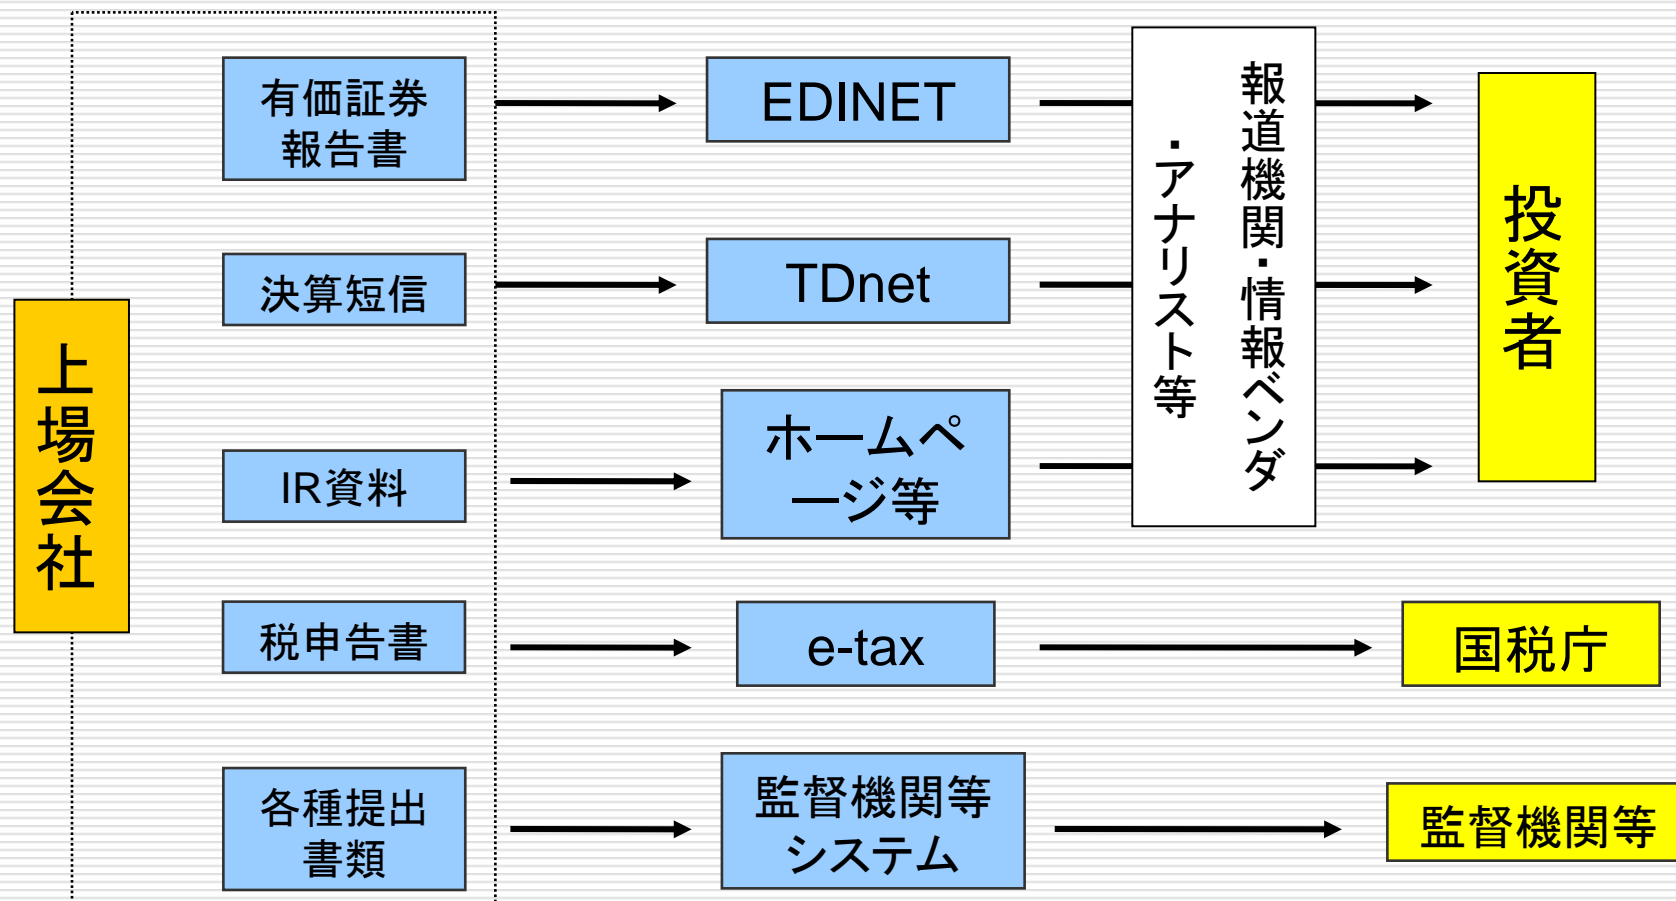 上場会社
有価証券
報告書
EDINET
報道機関・情報ベンダ
・アナリスト等
投資者
決算短信
TDnet
IR資料
ホームペ
ージ等
税申告書
e-tax
国税庁
各種提出
書類
監督機関等
システム
監督機関等